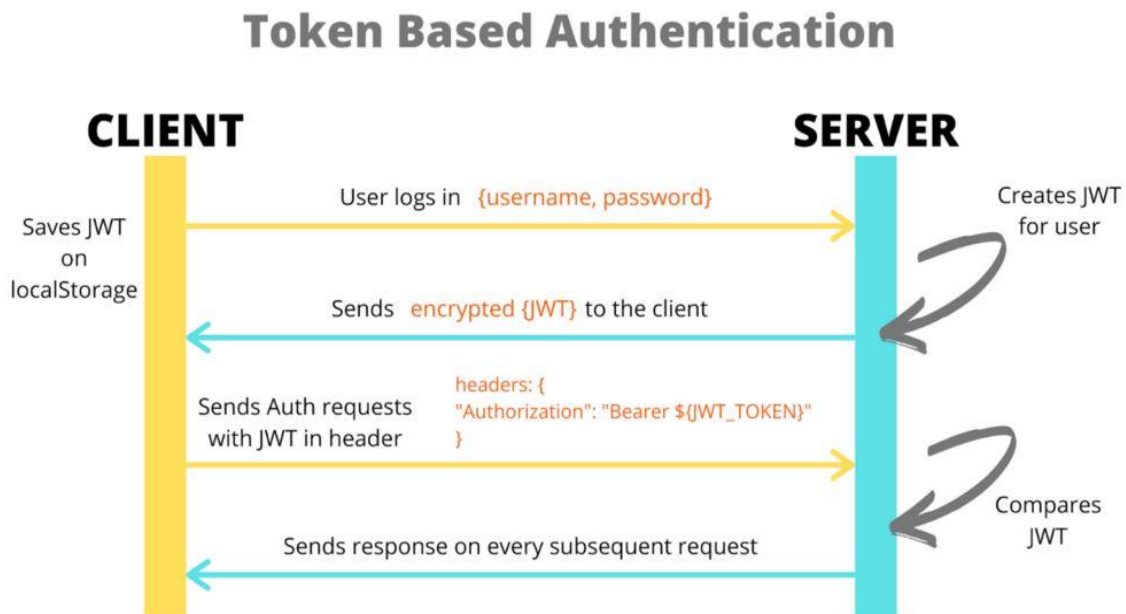 Token Based Authentication
CLIENT
SERVER
User logs in {username, password}
Creates JWT
for user
Saves JWT
on
localStorage
Sends encrypted {JWT} to the client
Sends Auth requests
with JWT in header
headers: {
"Authorization": "Bearer ${JWT_TOKEN}"
}
Compares
JWT
Sends response on every subsequent request